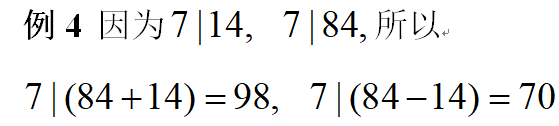 例 4 因为 7 | 14, 7 | 84, 所以
7 | (84 + 14) = 98, 7 | (84 − 14) = 70